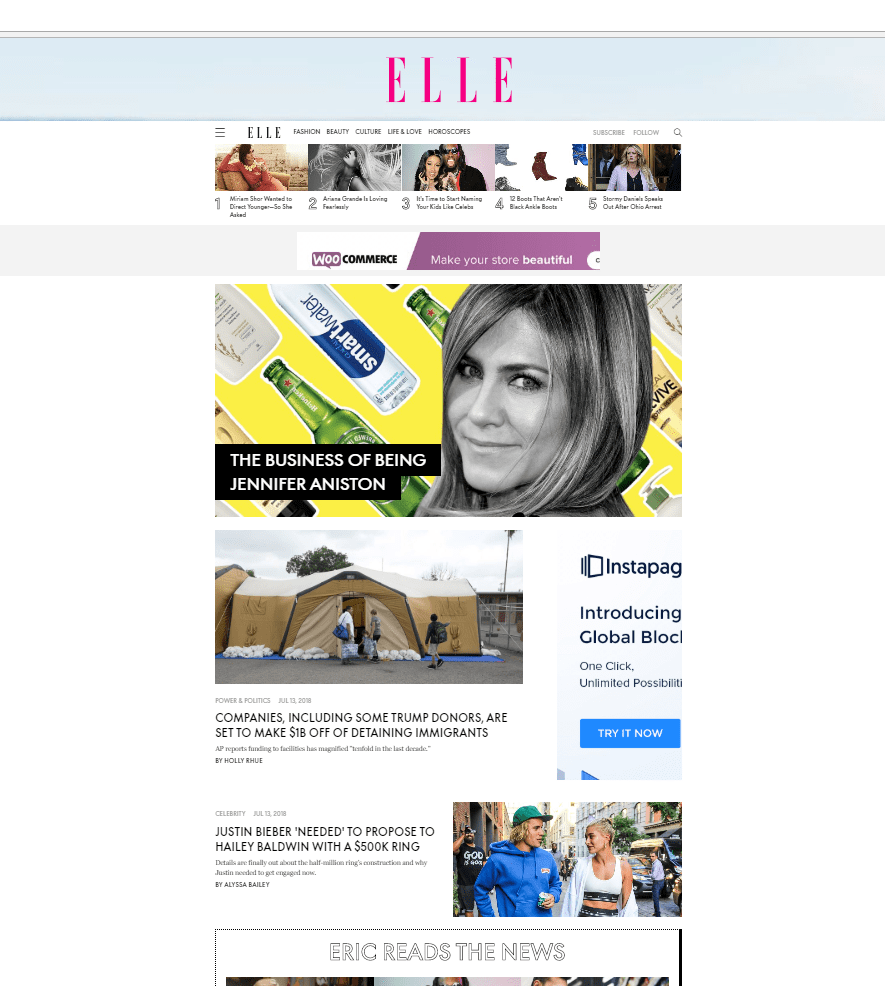 ELLE
ELLE FASHION BEAUTY CULTURE LIFE & LOVE HOROSCOPES SUBSCRIBE FOLLOW
1 Miriam Shor Wanted to
Direct Younger—So She
Asked
2 Ariana Grande Is Loving
Fearlessly
3 It's Time to Start Naming
Your Kids Like Celebs
4 12 Boots That Aren't
Black Ankle Boots
5 Stormy Daniels Speaks
Out After Ohio Arrest
WOO COMMERCE Make your store beautiful
smartwater
Heineken
THE BUSINESS OF BEING
JENNIFER ANISTON
POWER & POLITICS JUL 13, 2018
COMPANIES, INCLUDING SOME TRUMP DONORS, ARE
SET TO MAKE $1B OFF OF DETAINING IMMIGRANTS
AP reports funding to facilities has magnified "tenfold in the last decade."
BY HOLLY RHUE
Instapag
Introducing
Global Bloc
One Click,
Unlimited Possibiliti
TRY IT NOW
CELEBRITY JUL 13, 2018
JUSTIN BIEBER 'NEEDED' TO PROPOSE TO
HAILEY BALDWIN WITH A $500K RING
Details are finally out about the half-million ring's construction and why
Justin needed to get engaged now.
BY ALYSSA BAILEY
GOD IS
ERIC READS THE NEWS